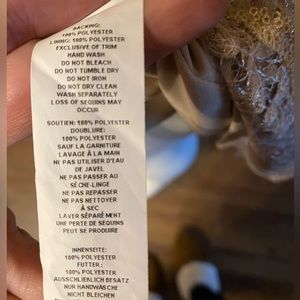 BACKING:
100% POLYESTER
LINING: 100% POLYESTER
EXCLUSIVE OF TRIM
HAND WASH
DO NOT BLEACH
DO NOT TUMBLE DRY
DO NOT IRON
DO NOT DRY CLEAN
WASH SEPARATELY
LOSS OF SEQUINS MAY
OCCUR
SOUTIEN: 100% POLYESTER
DOUBLURE:
100% POLYESTER
SAUF LA GARNITURE
LAVAGE À LA MAIN
NE PAS UTILISER D'EAU
DE JAVEL
NE PAS PASSER AU
SÈCHE-LINGE
NE PAS REPASSER
NE PAS NETTOYER
À SEC
LAVER SÉPARÉMENT
UNE PERTE DE SEQUINS
PEUT SE PRODUIRE
INNENSEITE:
100% POLYESTER
FUTTER:
100% POLYESTER
AUSSCHLIEßLICH BESATZ
NUR HANDWÄSCHE
NICHT BLEICHEN